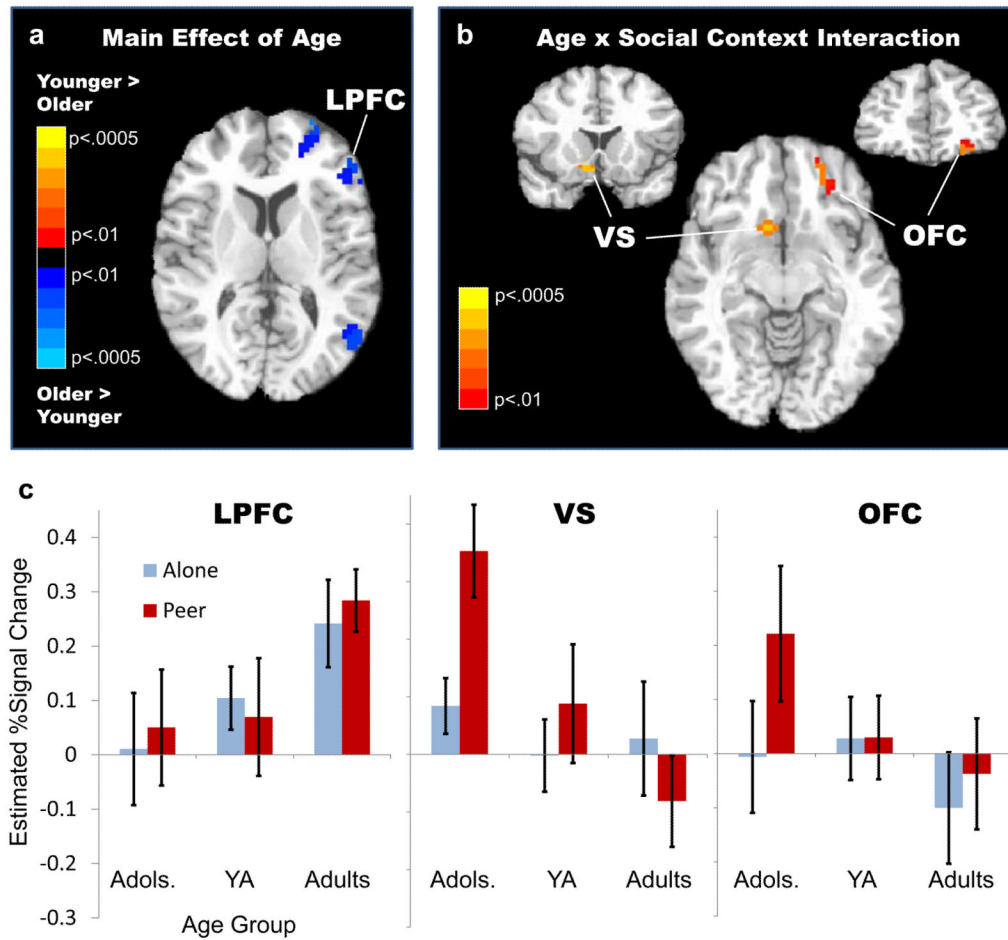 a Main Effect of Age
Younger >
Older
p<.0005
p<.01
p<.01
p<.0005
Older >
Younger
LPFC
b Age x Social Context Interaction
VS
OFC
p<.0005
p<.01
c
LPFC
VS
OFC
Estimated %Signal Change
0.4
0.3
0.2
0.1
0
-0.1
-0.2
-0.3
Alone
Peer
Adols. YA Adults
Adols. YA Adults
Adols. YA Adults
Age Group